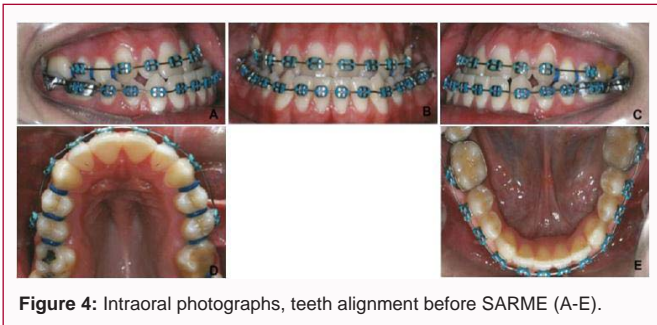 A
B
C
D
E
Figure 4: Intraoral photographs, teeth alignment before SARME (A-E).